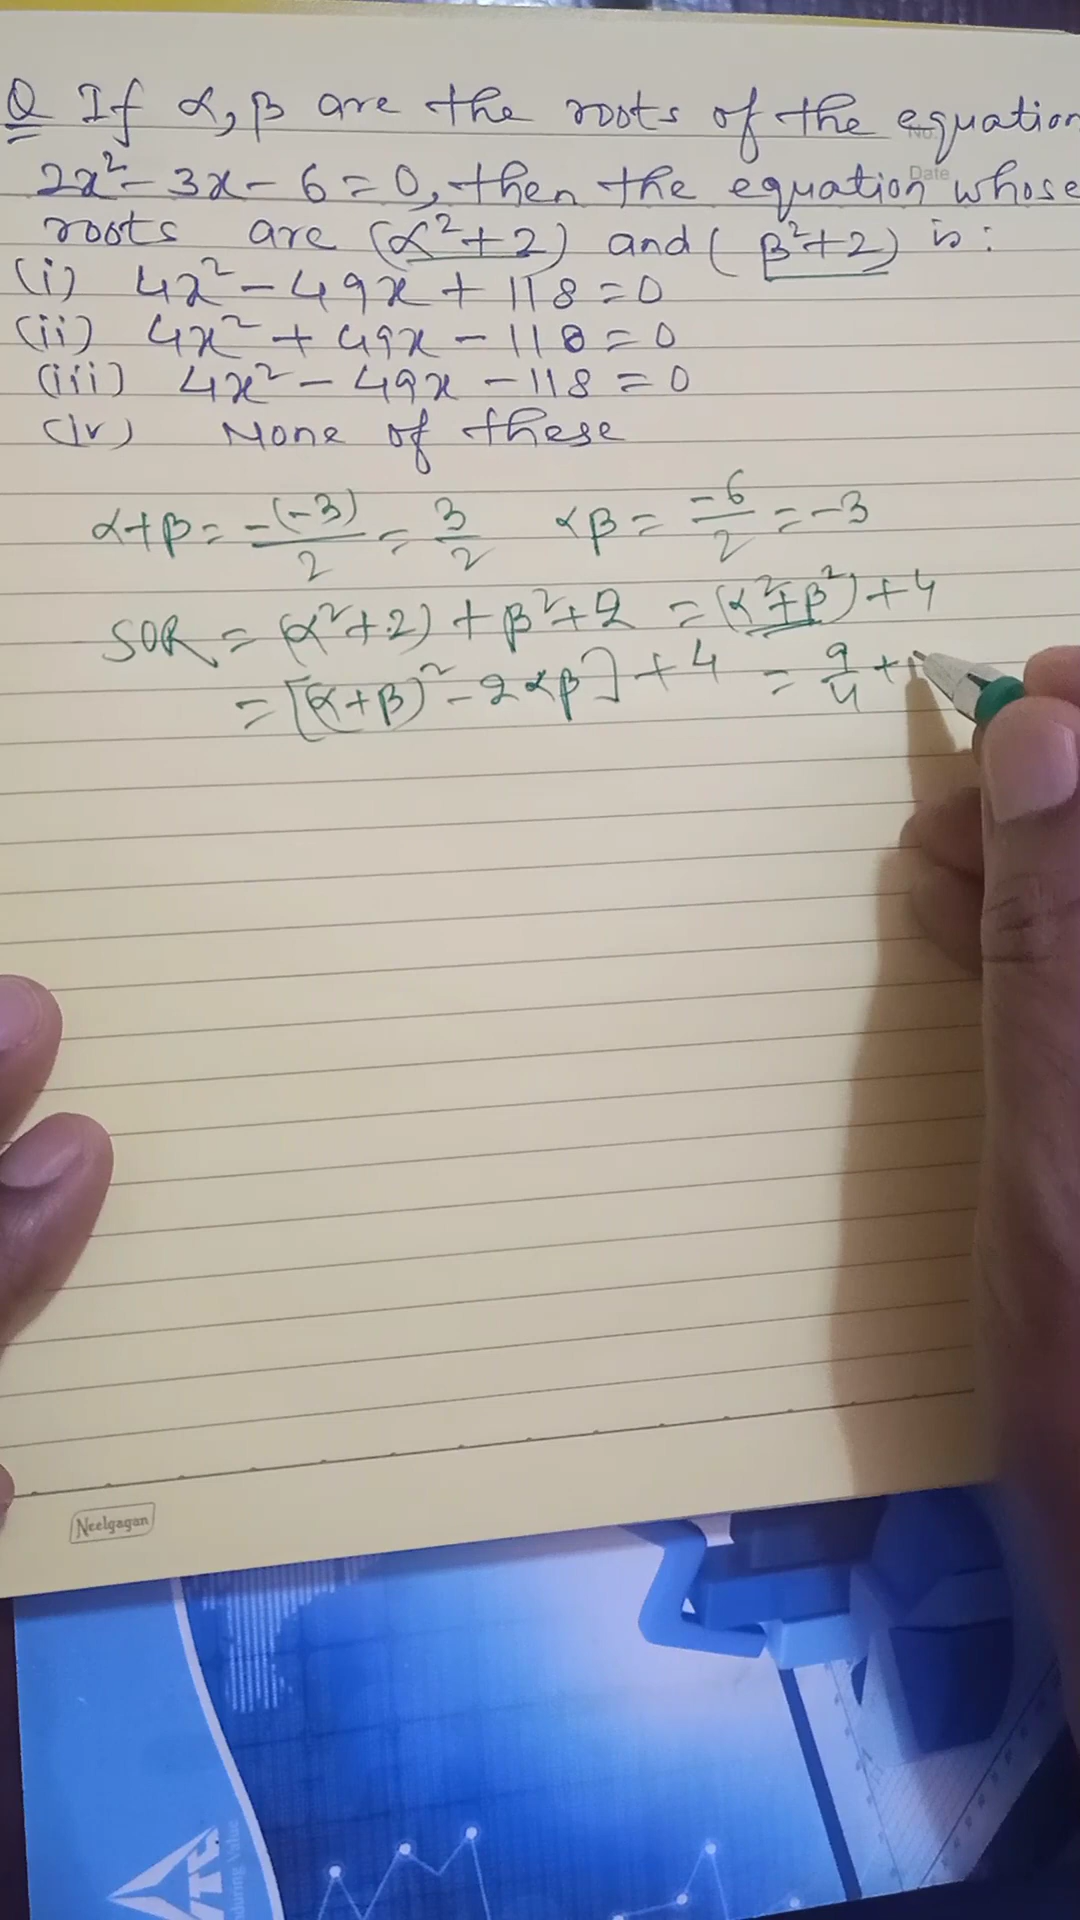 Q If α, β are the roots of the equation
2x² - 3x - 6 = 0, then the equation whose
roots are (α² + 2) and (β² + 2) is:
(i) 4x² - 49x + 118 = 0
(ii) 4x² + 49x - 118 = 0
(iii) 4x² - 49x - 118 = 0
(iv) None of these
α+β = -(-3)/2 = 3/2 αβ = -6/2 = -3
SOR = (α²+2) + β²+2 = (α²+β²)+4
= [(α+β)² - 2αβ] + 4 = 9/4 +
Date
Neelgagan